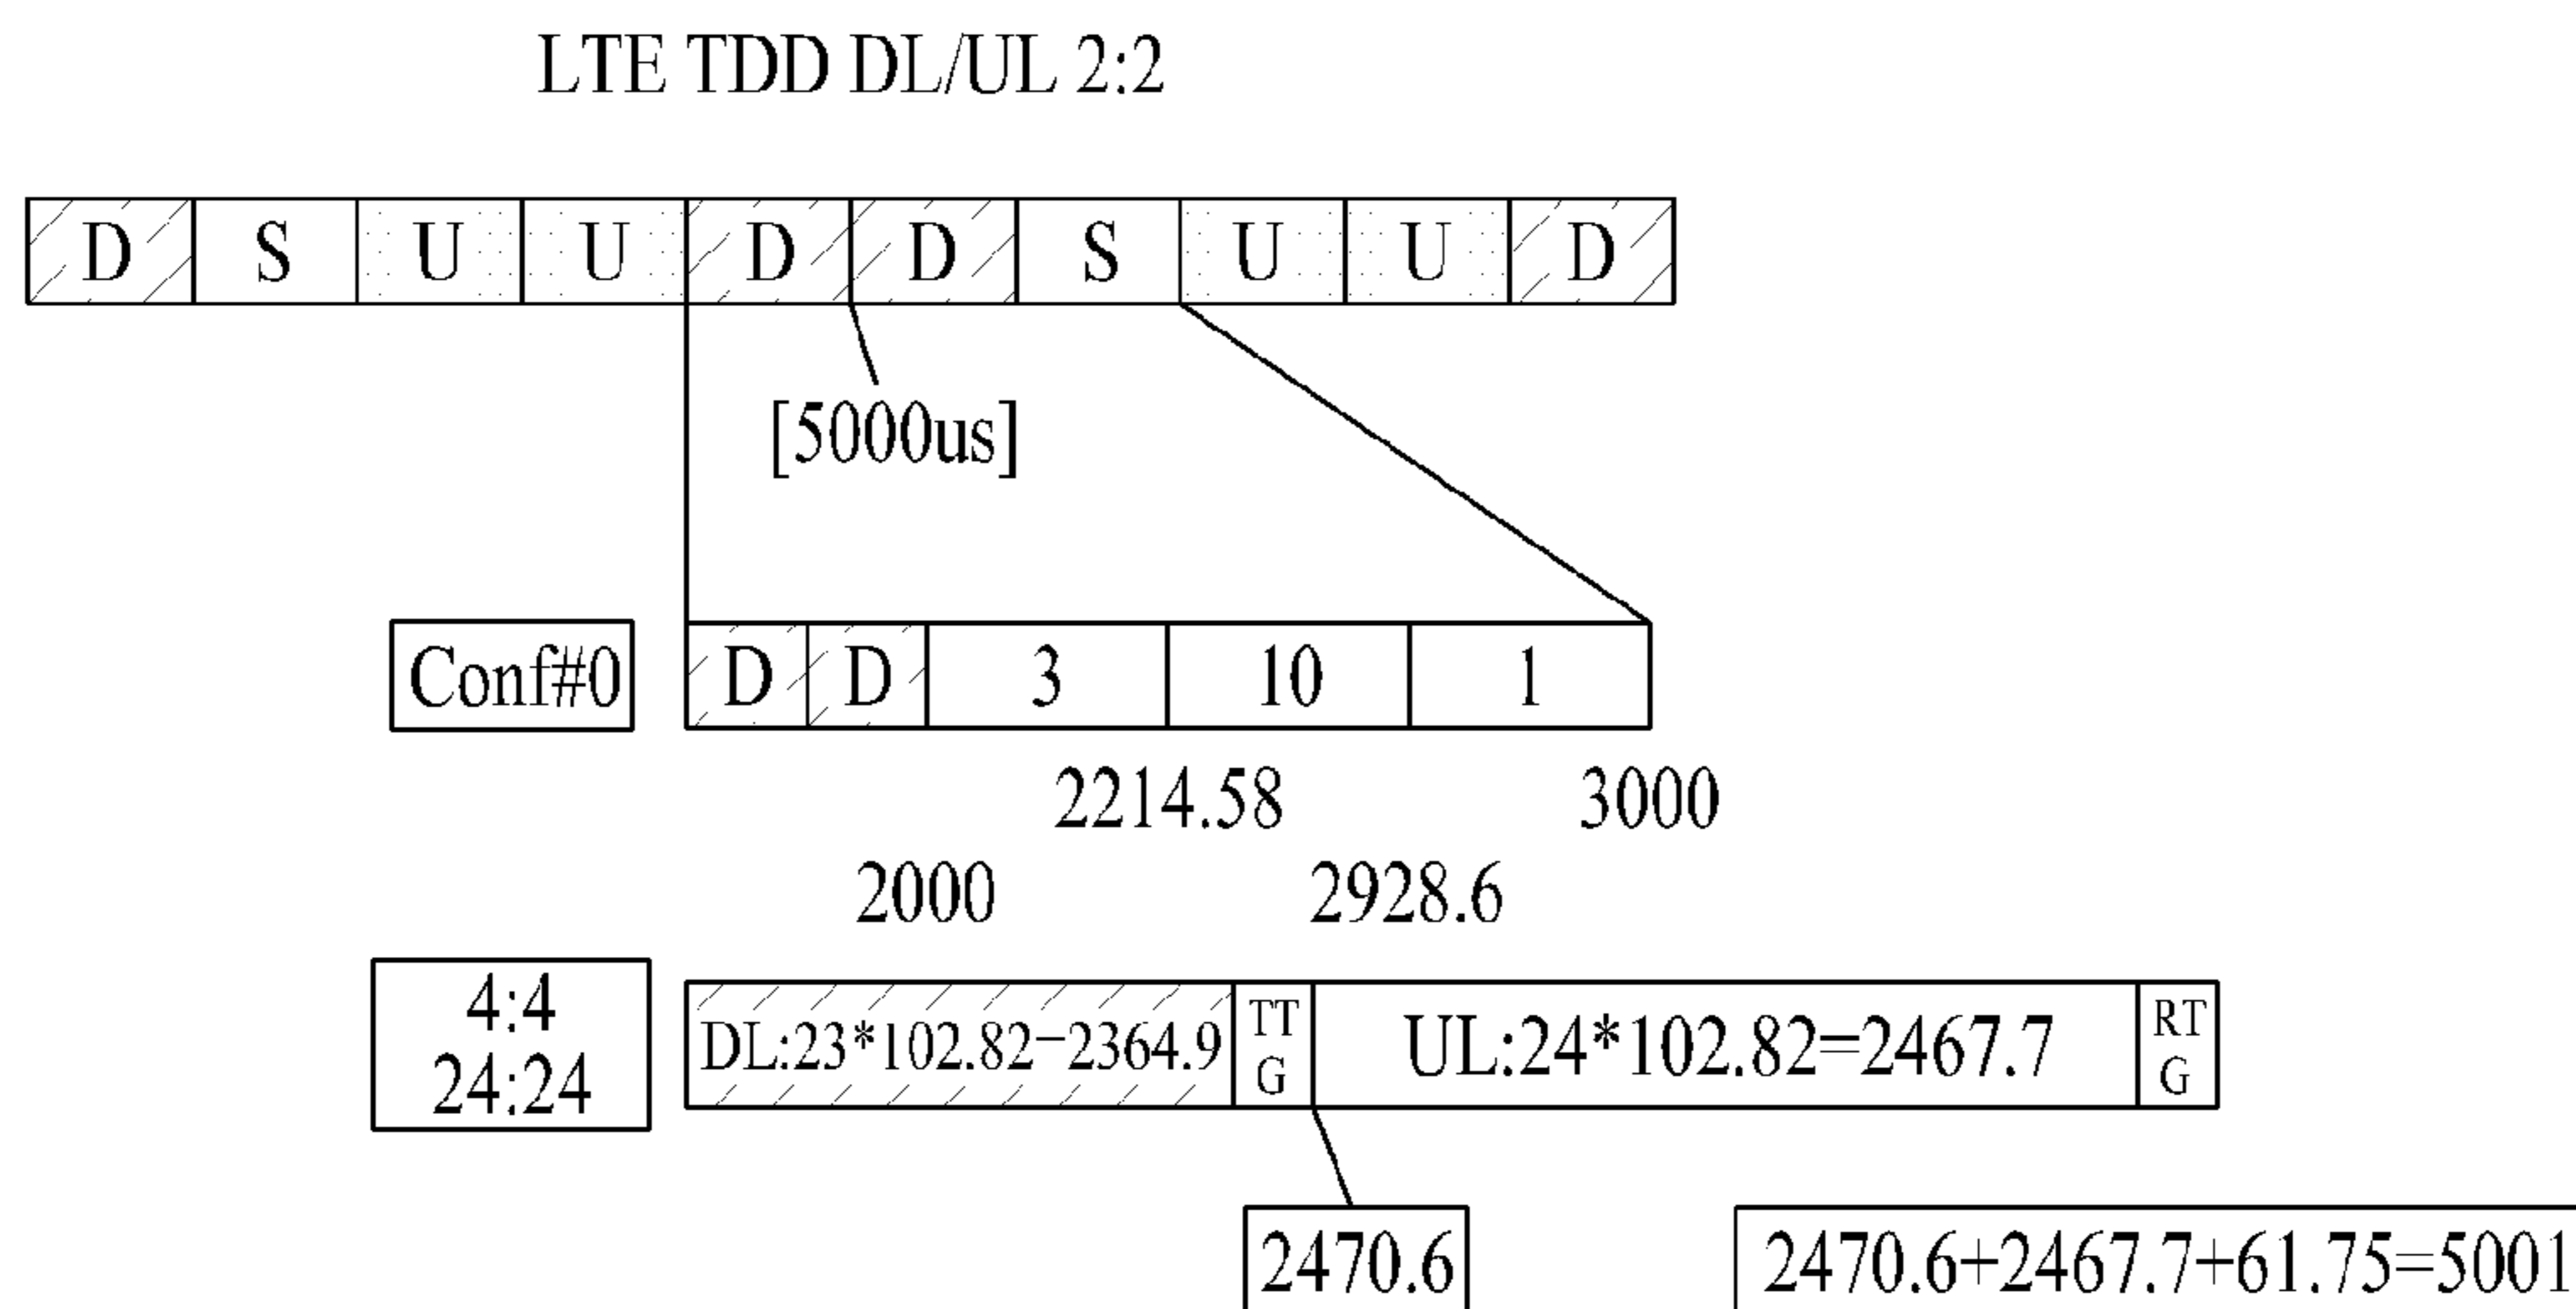 LTE TDD DL/UL 2:2
D S U U D D S U U D
[5000us]
Conf#0
D D 3 10 1
2214.58 3000
2000 2928.6
4:4
24:24
DL:23*102.82−2364.9
TT
G
UL:24*102.82=2467.7
RT
G
2470.6
2470.6+2467.7+61.75=5001